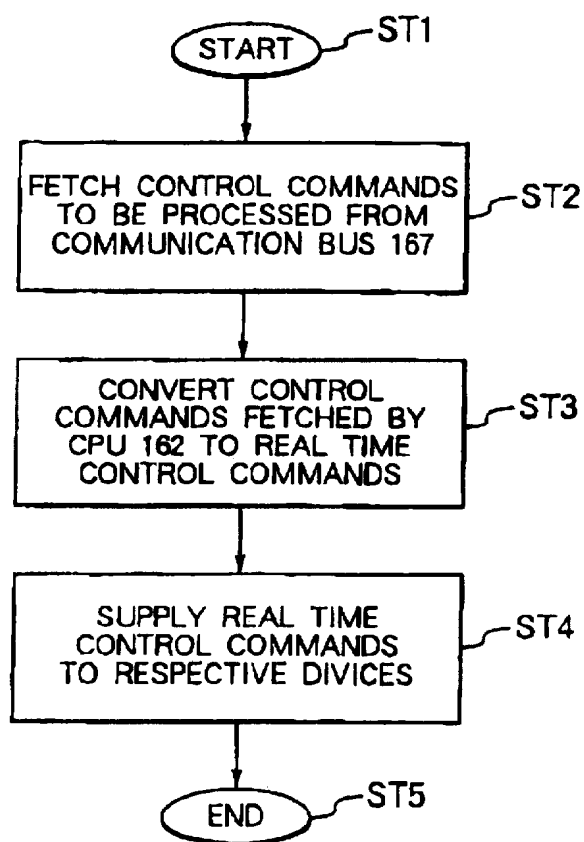 START
ST1
FETCH CONTROL COMMANDS
TO BE PROCESSED FROM
COMMUNICATION BUS 167
ST2
CONVERT CONTROL
COMMANDS FETCHED BY
CPU 162 TO REAL TIME
CONTROL COMMANDS
ST3
SUPPLY REAL TIME
CONTROL COMMANDS
TO RESPECTIVE DIVICES
ST4
END
ST5